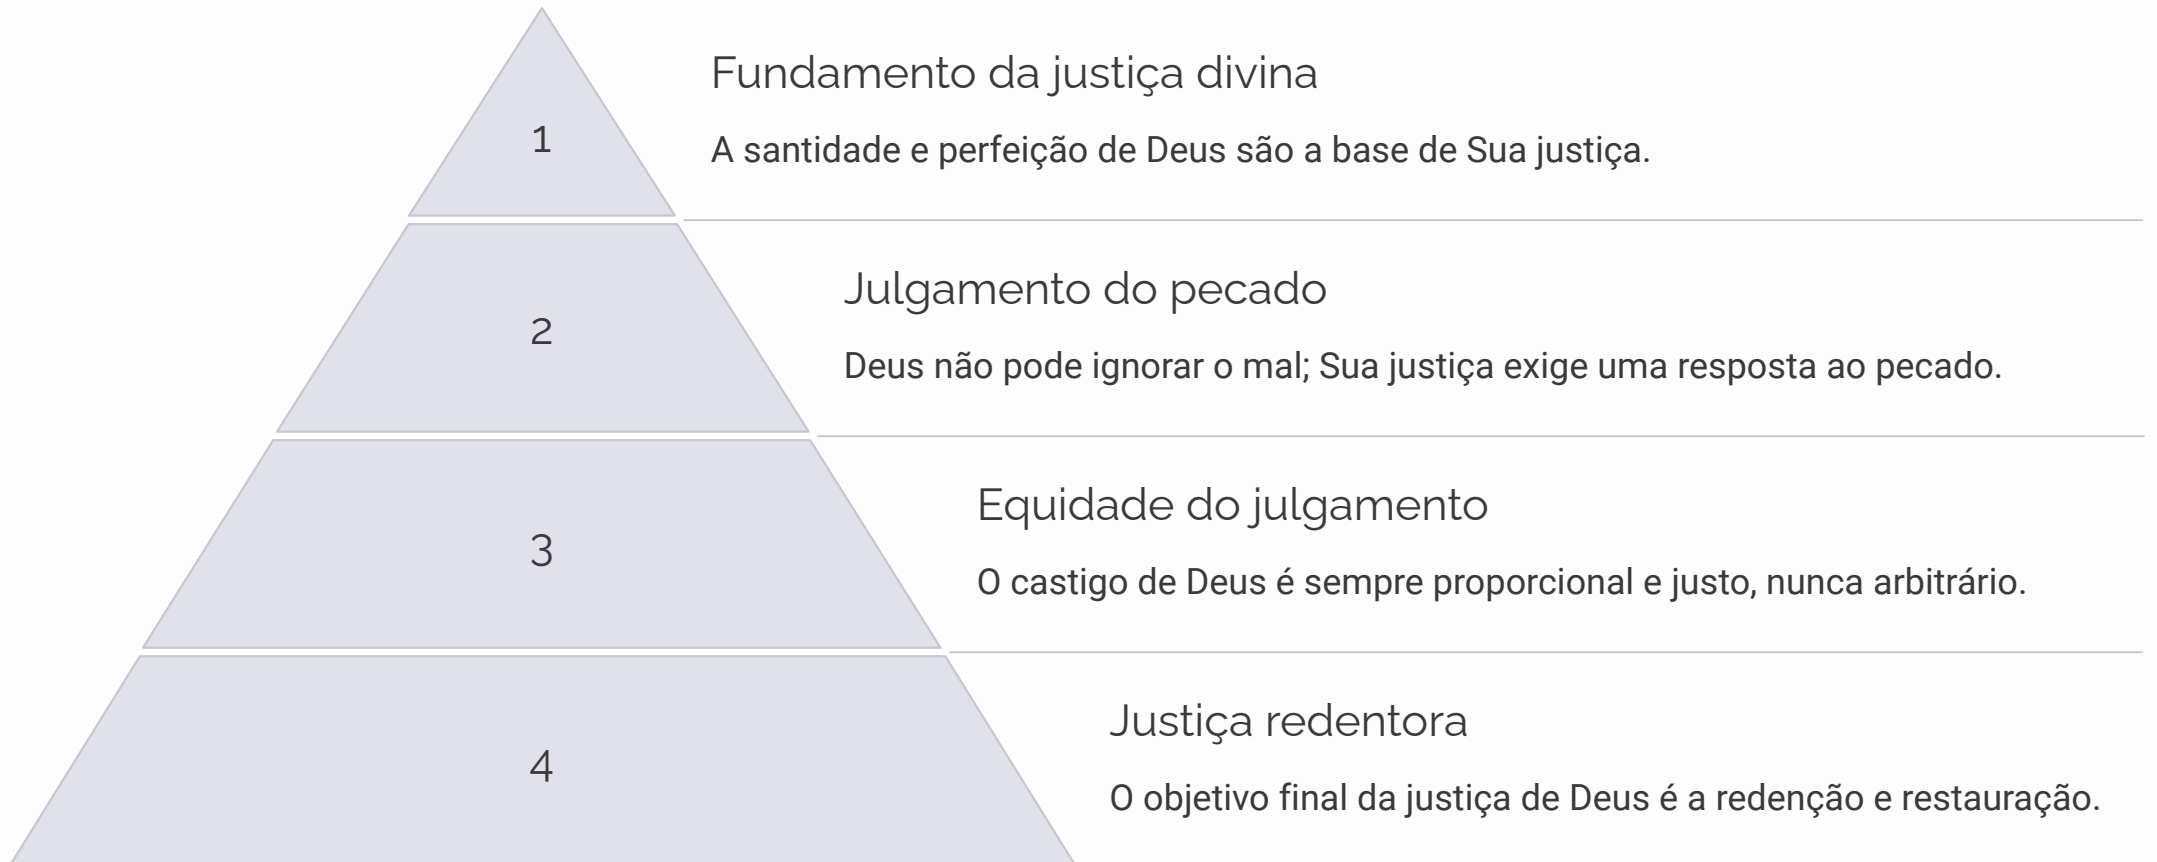 1
Fundamento da justiça divina
A santidade e perfeição de Deus são a base de Sua justiça.
2
Julgamento do pecado
Deus não pode ignorar o mal; Sua justiça exige uma resposta ao pecado.
3
Equidade do julgamento
O castigo de Deus é sempre proporcional e justo, nunca arbitrário.
4
Justiça redentora
O objetivo final da justiça de Deus é a redenção e restauração.